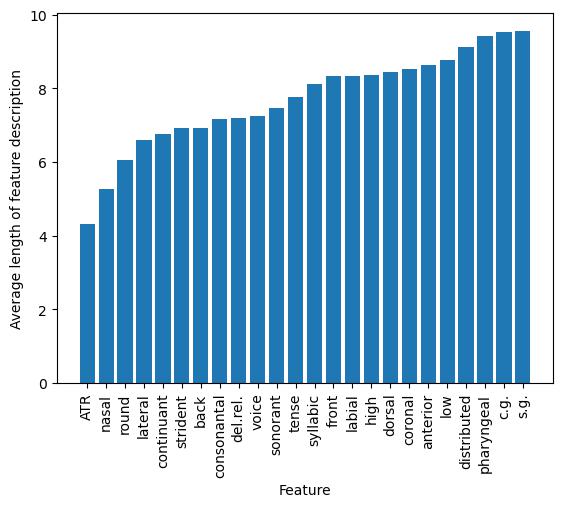 Average length of feature description
10
8
6
4
2
0
ATR
nasal
round
lateral
continuant
strident
back
consonantal
del.rel.
voice
sonorant
tense
syllabic
front
labial
high
dorsal
coronal
anterior
low
distributed
pharyngeal
c.g.
s.g.
Feature